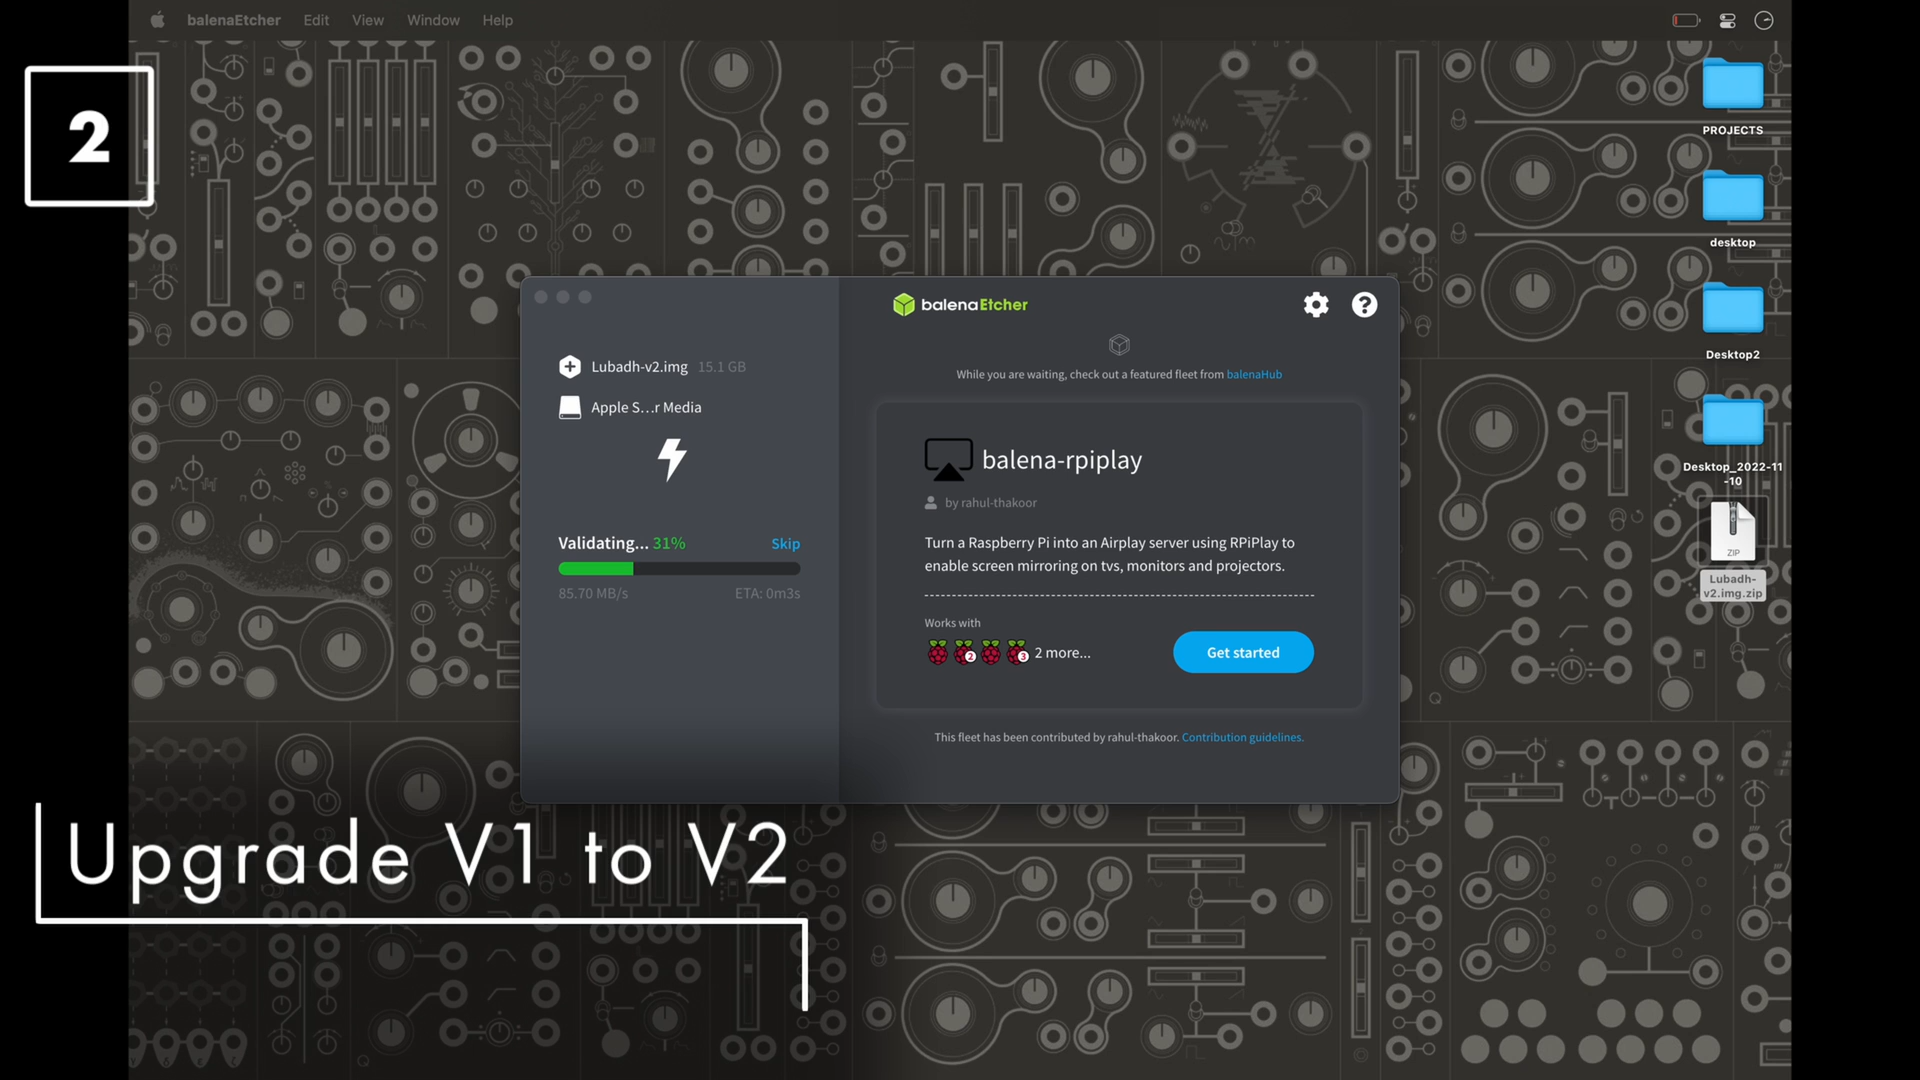 balenaEtcher Edit View Window Help
2
PROJECTS
desktop
Desktop2
Desktop_2022-11
-10
ZIP
Lubadh-
v2.img.zip
balenaEtcher
Lubadh-v2.img 15.1 GB
Apple S...r Media
Validating... 31% Skip
85.70 MB/s ETA: 0m3s
While you are waiting, check out a featured fleet from balenaHub
balena-rpiplay
by rahul-thakoor
Turn a Raspberry Pi into an Airplay server using RPiPlay to
enable screen mirroring on tvs, monitors and projectors.
Works with
2 3 2 more...
Get started
This fleet has been contributed by rahul-thakoor. Contribution guidelines.
Upgrade V1 to V2